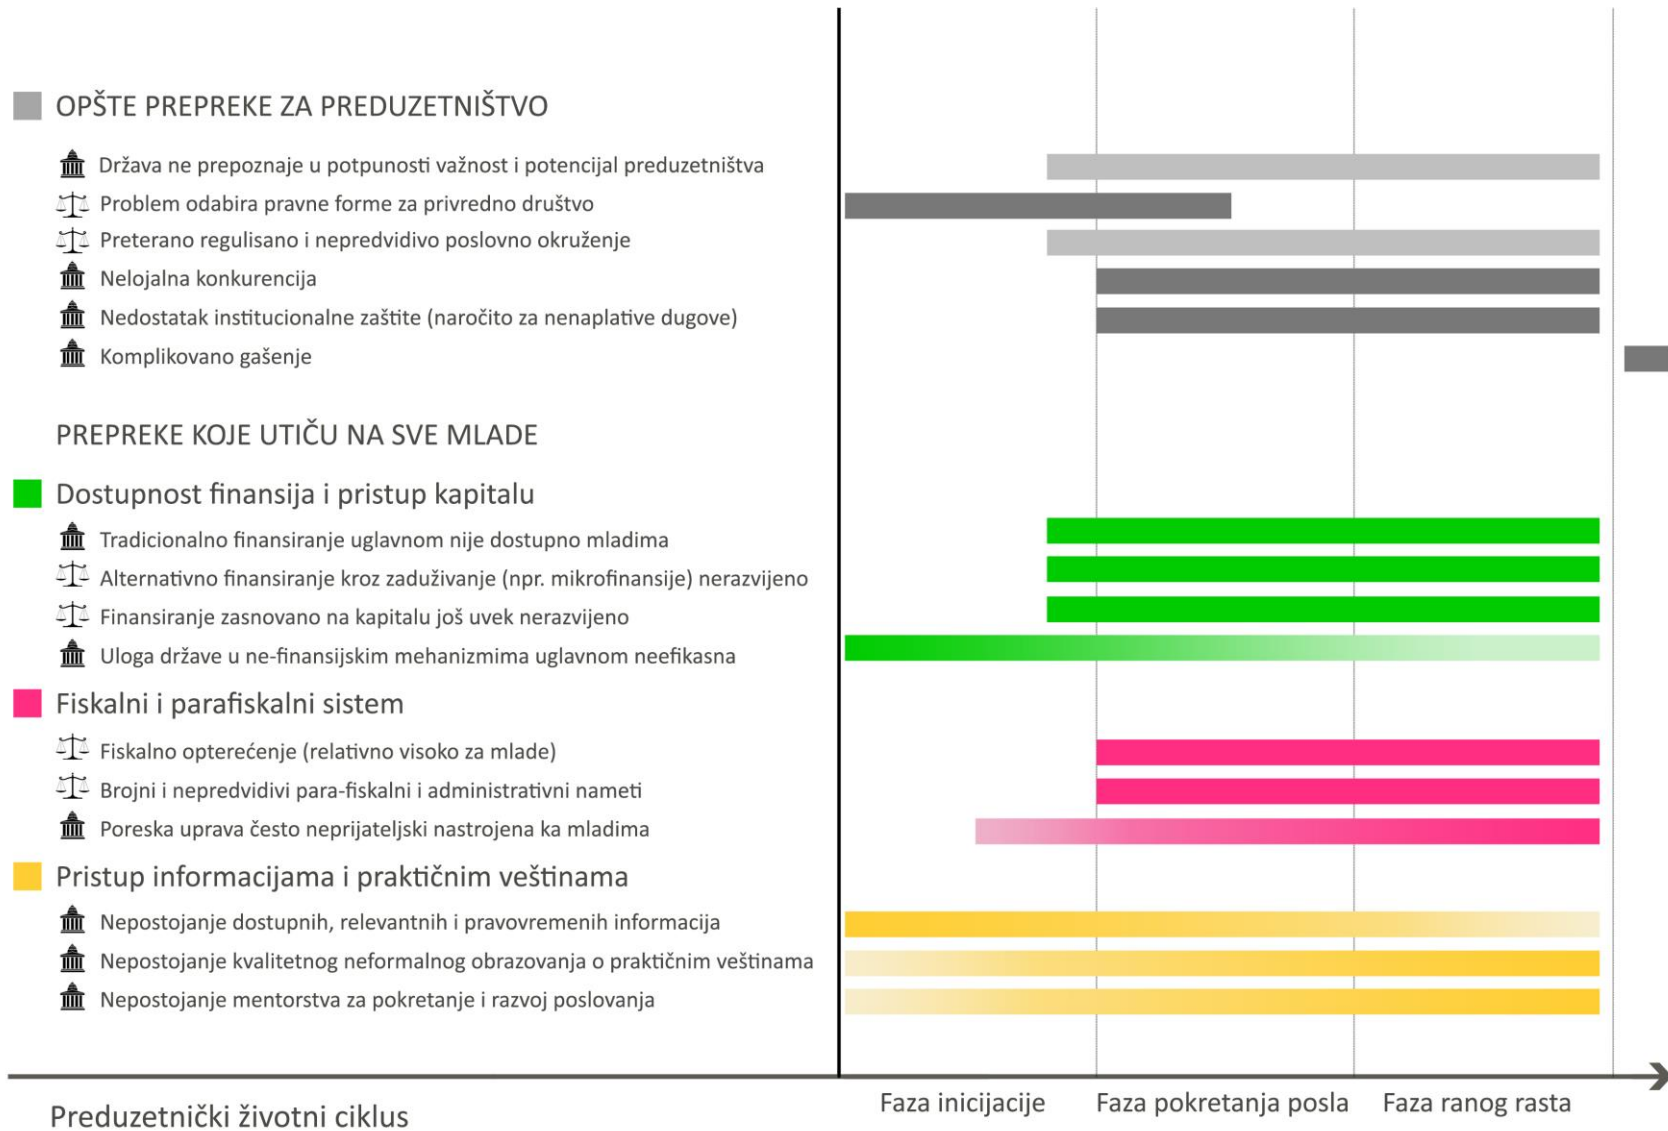 OPŠTE PREPREKE ZA PREDUZETNIŠTVO
Država ne prepoznaje u potpunosti važnost i potencijal preduzetništva
Problem odabira pravne forme za privredno društvo
Preterano regulisano i nepredvidivo poslovno okruženje
Nelojalna konkurencija
Nedostatak institucionalne zaštite (naročito za nenaplative dugove)
Komplikovano gašenje
PREPREKE KOJE UTIČU NA SVE MLADE
Dostupnost finansija i pristup kapitalu
Tradicionalno finansiranje uglavnom nije dostupno mladima
Alternativno finansiranje kroz zaduživanje (npr. mikrofinansije) nerazvijeno
Finansiranje zasnovano na kapitalu još uvek nerazvijeno
Uloga države u ne-finansijskim mehanizmima uglavnom neefikasna
Fiskalni i parafiskalni sistem
Fiskalno opterećenje (relativno visoko za mlade)
Brojni i nepredvidivi para-fiskalni i administrativni nameti
Poreska uprava često neprijateljski nastrojena ka mladima
Pristup informacijama i praktičnim veštinama
Nepostojanje dostupnih, relevantnih i pravovremenih informacija
Nepostojanje kvalitetnog neformalnog obrazovanja o praktičnim veštinama
Nepostojanje mentorstva za pokretanje i razvoj poslovanja
Preduzetnički životni ciklus
Faza inicijacije
Faza pokretanja posla
Faza ranog rasta